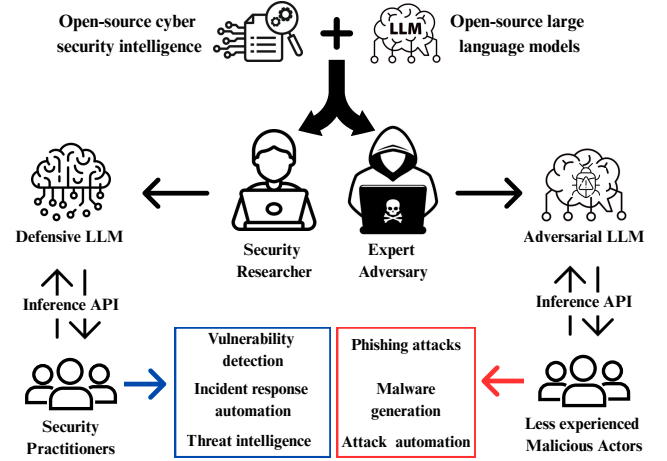 Open-source cyber
security intelligence
LLM
Open-source large
language models
Defensive LLM
Security
Researcher
Expert
Adversary
Adversarial LLM
Inference API
Inference API
Vulnerability
detection
Incident response
automation
Threat intelligence
Phishing attacks
Malware
generation
Attack automation
Security
Practitioners
Less experienced
Malicious Actors